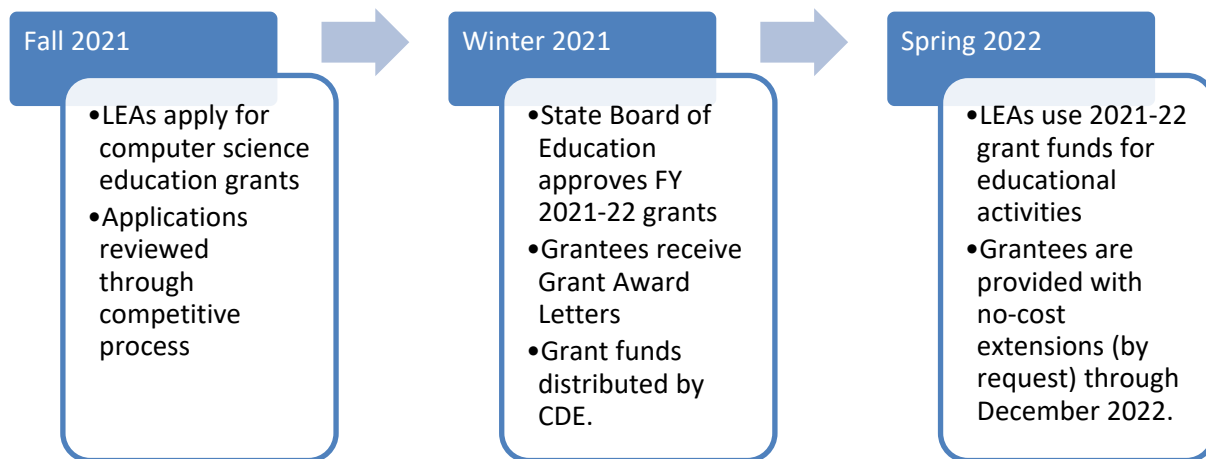 Fall 2021
•LEAs apply for
computer science
education grants
•Applications
reviewed
through
competitive
process
Winter 2021
•State Board of
Education
approves FY
2021-22 grants
•Grantees receive
Grant Award
Letters
•Grant funds
distributed by
CDE.
Spring 2022
•LEAs use 2021-22
grant funds for
educational
activities
•Grantees are
provided with
no-cost
extensions (by
request) through
December 2022.